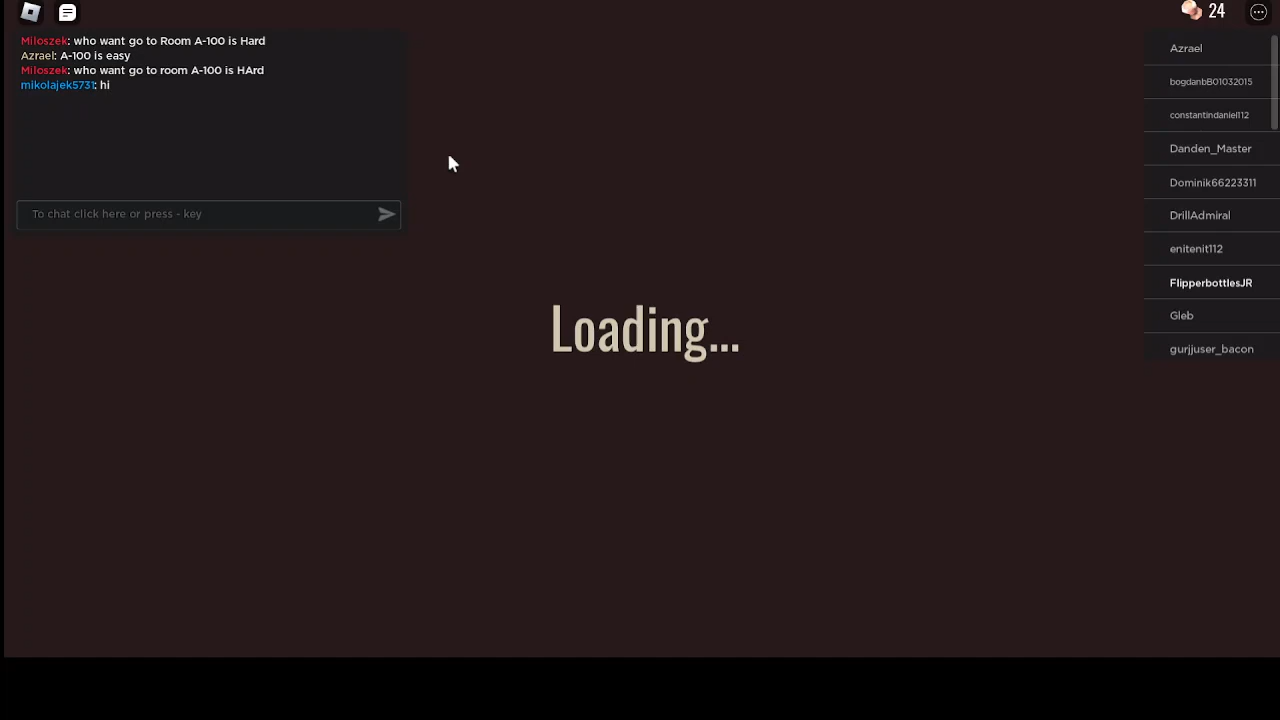 24
Miloszek: who want go to Room A-100 is Hard
Azrael: A-100 is easy
Miloszek: who want go to room A-100 is HArd
mikolajek5731: hi
To chat click here or press - key
Loading...
Azrael
bogdanbB01032015
constantindaniel112
Danden_Master
Dominik66223311
DrillAdmiral
enitenit112
FlipperbottlesJR
Gleb
gurjjuser_bacon